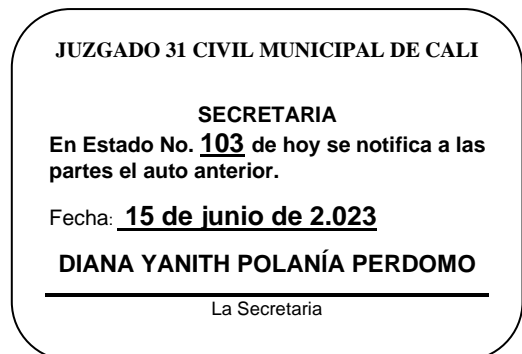 JUZGADO 31 CIVIL MUNICIPAL DE CALI
SECRETARIA
En Estado No. 103 de hoy se notifica a las
partes el auto anterior.
Fecha: 15 de junio de 2.023
DIANA YANITH POLANÍA PERDOMO
La Secretaria